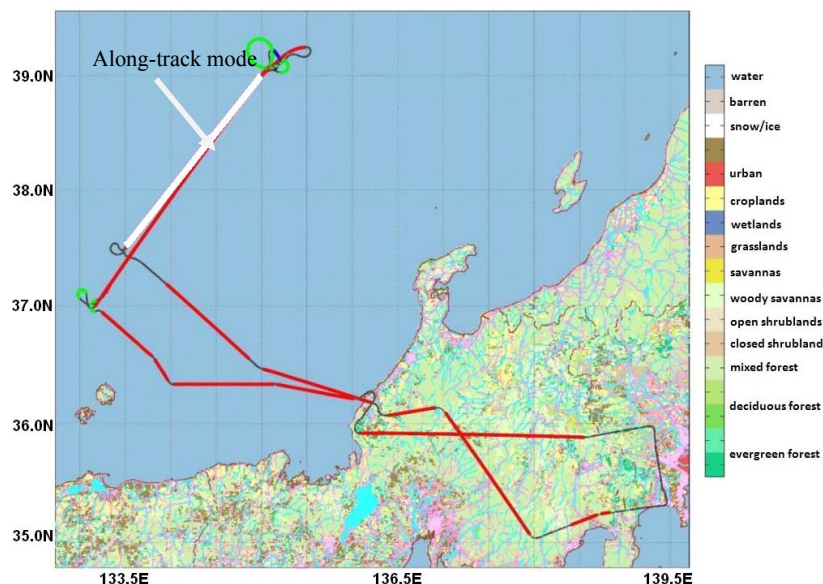 Along-track mode
39.0N
38.0N
37.0N
36.0N
35.0N
133.5E
136.5E
139.5E
water
barren
snow/ice
urban
croplands
wetlands
grasslands
savannas
woody savannas
open shrublands
closed shrubland
mixed forest
deciduous forest
evergreen forest